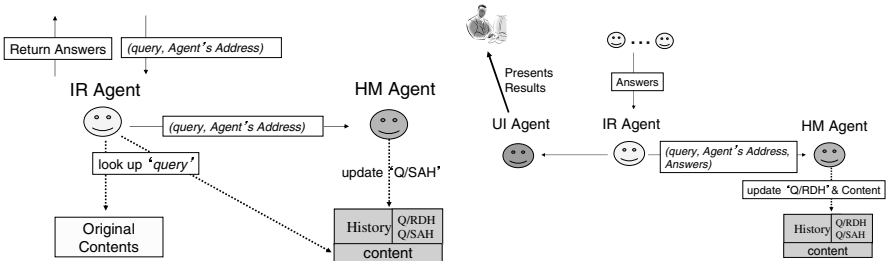 Return Answers
(query, Agent's Address)
IR Agent
HM Agent
(query, Agent's Address)
look up 'query'
update 'Q/SAH'
Original
Contents
History
Q/RDH
Q/SAH
content
Presents
Results
Answers
UI Agent
IR Agent
HM Agent
(query, Agent's Address,
Answers)
update 'Q/RDH' & Content
History
Q/RDH
Q/SAH
content